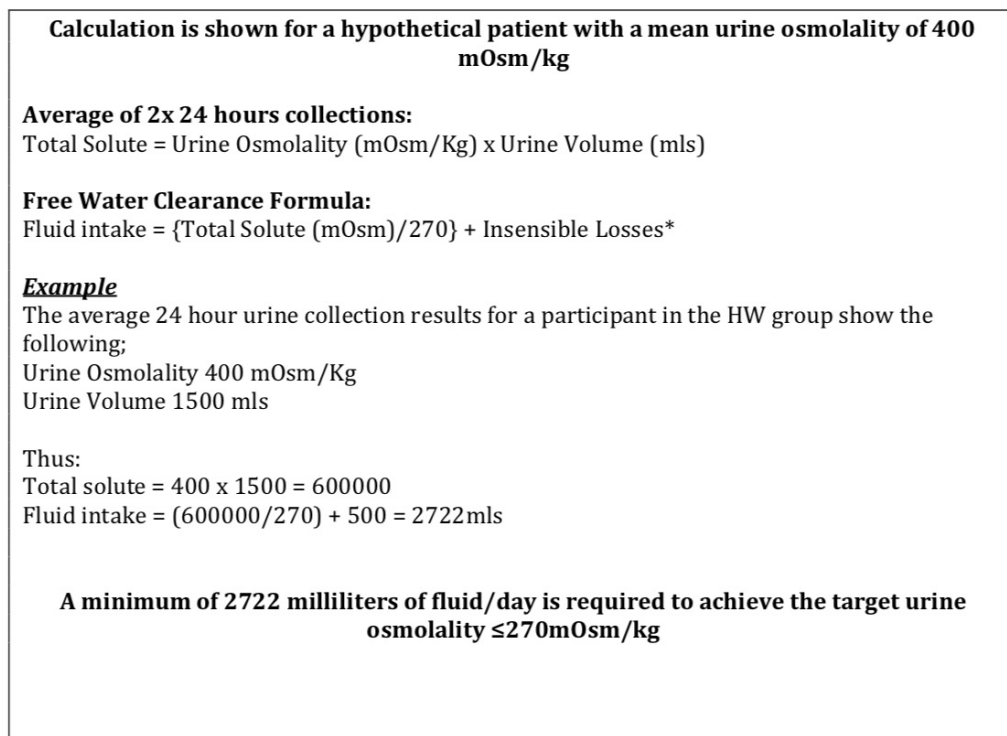 Calculation is shown for a hypothetical patient with a mean urine osmolality of 400
mOsm/kg
Average of 2x 24 hours collections:
Total Solute = Urine Osmolality (mOsm/Kg) x Urine Volume (mls)
Free Water Clearance Formula:
Fluid intake = {Total Solute (mOsm)/270} + Insensible Losses*
Example
The average 24 hour urine collection results for a participant in the HW group show the
following;
Urine Osmolality 400 mOsm/Kg
Urine Volume 1500 mls
Thus:
Total solute = 400 x 1500 = 600000
Fluid intake = (600000/270) + 500 = 2722mls
A minimum of 2722 milliliters of fluid/day is required to achieve the target urine
osmolality ≤270mOsm/kg